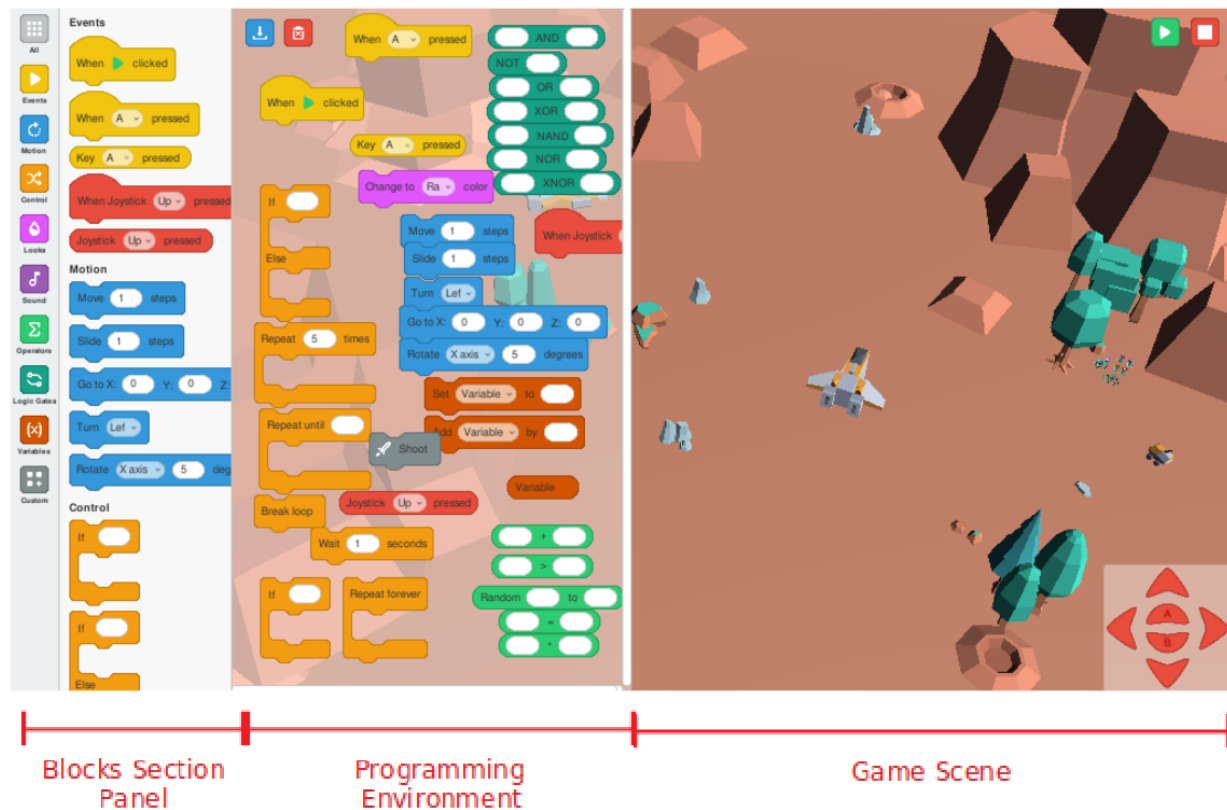 All
Events
Motion
Control
Looks
Sound
Operators
Logic Gates
Variables
Custom
Events
When clicked
When A pressed
Key A pressed
When Joystick Up pressed
Joystick Up pressed
Motion
Move 1 steps
Slide 1 steps
Go to X: 0 Y: 0 Z:
Turn Lef
Rotate X axis 5 deg
Control
If
If
Else
When A pressed
When clicked
Key A pressed
Change to Ra color
AND
NOT
OR
XOR
NAND
NOR
XNOR
If
Else
Move 1 steps
Slide 1 steps
When Joystick
Turn Lef
Go to X: 0 Y: 0 Z: 0
Rotate X axis 5 degrees
Repeat 5 times
Set Variable to
Add Variable by
Repeat until
Shoot
Variable
Joystick Up pressed
Break loop
Wait 1 seconds
+
>
If
Repeat forever
Random to
=
A
B
Blocks Section
Panel
Programming
Environment
Game Scene